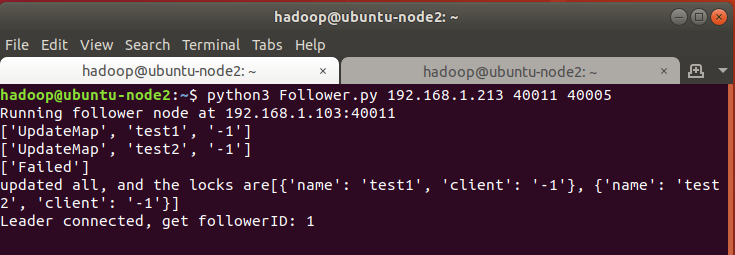 hadoop@ubuntu-node2: ~
File Edit View Search Terminal Tabs Help
hadoop@ubuntu-node2: ~ × hadoop@ubuntu-node2: ~ ×
hadoop@ubuntu-node2:~$ python3 Follower.py 192.168.1.213 40011 40005
Running follower node at 192.168.1.103:40011
['UpdateMap', 'test1', '-1']
['UpdateMap', 'test2', '-1']
['Failed']
updated all, and the locks are[{'name': 'test1', 'client': '-1'}, {'name': 'test
2', 'client': '-1'}]
Leader connected, get followerID: 1